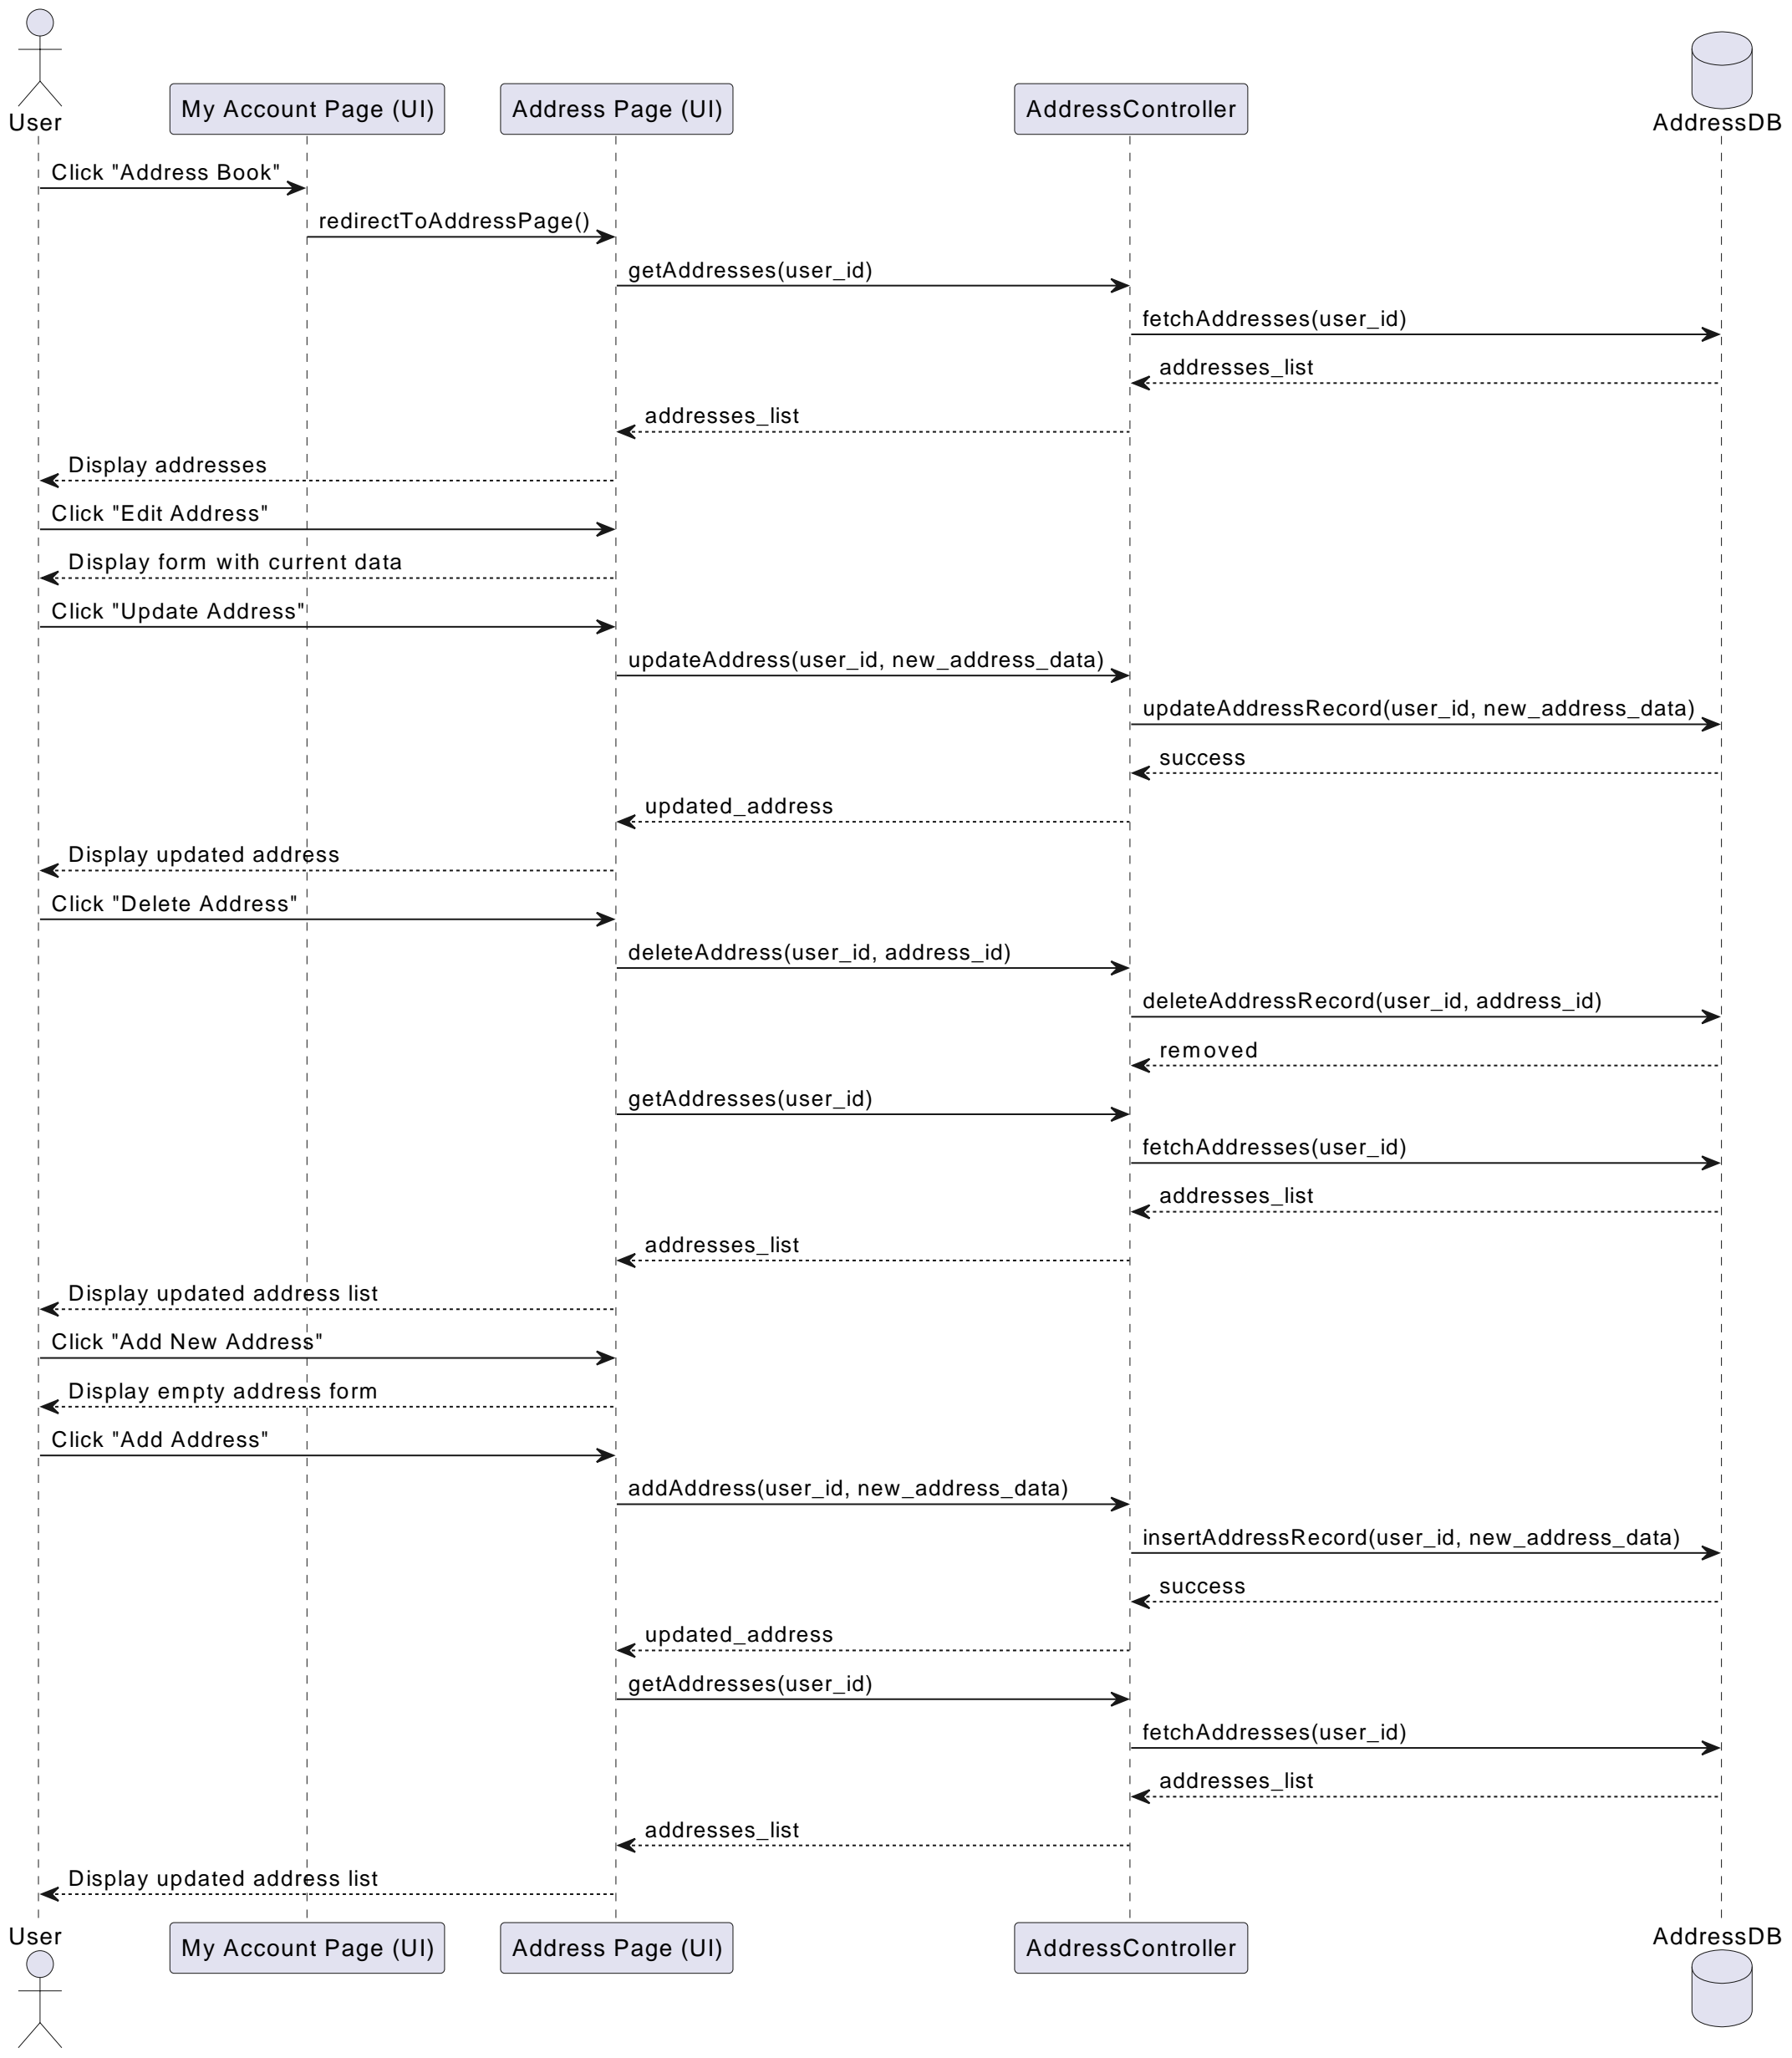 User
My Account Page (UI)
Address Page (UI)
AddressController
AddressDB
Click "Address Book"
redirectToAddressPage()
getAddresses(user_id)
fetchAddresses(user_id)
addresses_list
addresses_list
Display addresses
Click "Edit Address"
Display form with current data
Click "Update Address"
updateAddress(user_id, new_address_data)
updateAddressRecord(user_id, new_address_data)
success
updated_address
Display updated address
Click "Delete Address"
deleteAddress(user_id, address_id)
deleteAddressRecord(user_id, address_id)
removed
getAddresses(user_id)
fetchAddresses(user_id)
addresses_list
addresses_list
Display updated address list
Click "Add New Address"
Display empty address form
Click "Add Address"
addAddress(user_id, new_address_data)
insertAddressRecord(user_id, new_address_data)
success
updated_address
getAddresses(user_id)
fetchAddresses(user_id)
addresses_list
addresses_list
Display updated address list
User
My Account Page (UI)
Address Page (UI)
AddressController
AddressDB